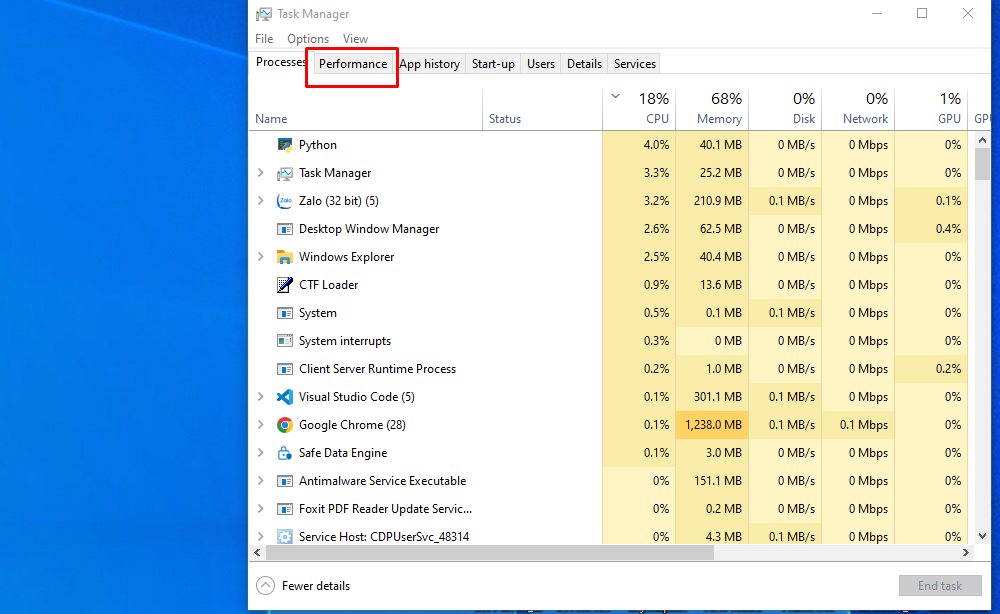 Task Manager
File Options View
Processes Performance App history Start-up Users Details Services
18% 68% 0% 0% 1%
Name Status CPU Memory Disk Network GPU GPU
Python 4.0% 40.1 MB 0 MB/s 0 Mbps 0%
Task Manager 3.3% 25.2 MB 0 MB/s 0 Mbps 0%
Zalo Zalo (32 bit) (5) 3.2% 210.9 MB 0.1 MB/s 0 Mbps 0.1%
Desktop Window Manager 2.6% 62.5 MB 0 MB/s 0 Mbps 0.4%
Windows Explorer 2.5% 40.4 MB 0 MB/s 0 Mbps 0%
CTF Loader 0.9% 13.6 MB 0 MB/s 0 Mbps 0%
System 0.5% 0.1 MB 0.1 MB/s 0 Mbps 0%
System interrupts 0.3% 0 MB 0 MB/s 0 Mbps 0%
Client Server Runtime Process 0.2% 1.0 MB 0 MB/s 0 Mbps 0.2%
Visual Studio Code (5) 0.1% 301.1 MB 0.1 MB/s 0 Mbps 0%
Google Chrome (28) 0.1% 1,238.0 MB 0.1 MB/s 0.1 Mbps 0%
Safe Data Engine 0.1% 3.0 MB 0 MB/s 0 Mbps 0%
Antimalware Service Executable 0% 151.1 MB 0 MB/s 0 Mbps 0%
Foxit PDF Reader Update Servic... 0% 0.2 MB 0 MB/s 0 Mbps 0%
Service Host: CDPUserSvc_48314 0% 4.3 MB 0.1 MB/s 0 Mbps 0%
Fewer details End task